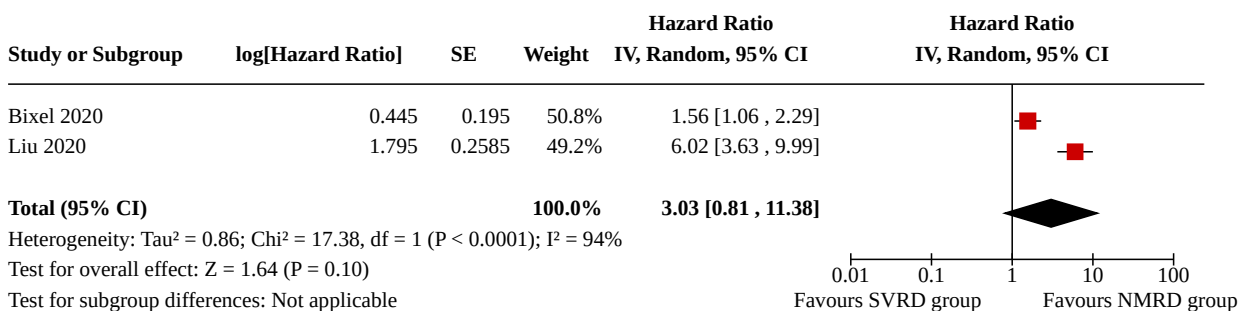 Hazard Ratio Hazard Ratio
Study or Subgroup log[Hazard Ratio] SE Weight IV, Random, 95% CI IV, Random, 95% CI
Bixel 2020 0.445 0.195 50.8% 1.56 [1.06 , 2.29]
Liu 2020 1.795 0.2585 49.2% 6.02 [3.63 , 9.99]
Total (95% CI) 100.0% 3.03 [0.81 , 11.38]
Heterogeneity: Tau² = 0.86; Chi² = 17.38, df = 1 (P < 0.0001); I² = 94%
Test for overall effect: Z = 1.64 (P = 0.10) 0.01 0.1 1 10 100
Test for subgroup differences: Not applicable Favours SVRD group Favours NMRD group